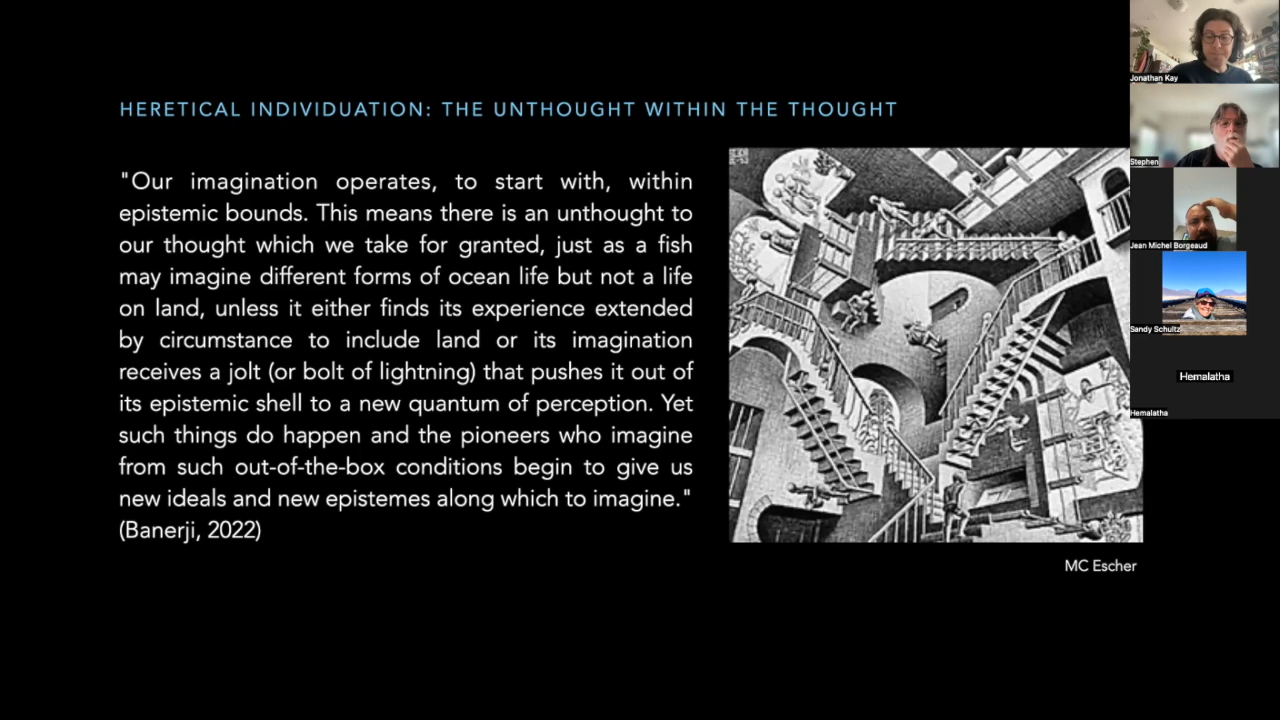 HERETICAL INDIVIDUATION: THE UNTHOUGHT WITHIN THE THOUGHT
"Our imagination operates, to start with, within
epistemic bounds. This means there is an unthought to
our thought which we take for granted, just as a fish
may imagine different forms of ocean life but not a life
on land, unless it either finds its experience extended
by circumstance to include land or its imagination
receives a jolt (or bolt of lightning) that pushes it out of
its epistemic shell to a new quantum of perception. Yet
such things do happen and the pioneers who imagine
from such out-of-the-box conditions begin to give us
new ideals and new epistemes along which to imagine."
(Banerji, 2022)
MC Escher
Jonathan Kay
Stephen
Jean Michel Borgeaud
Sandy Schultz
Hemalatha
Hemalatha